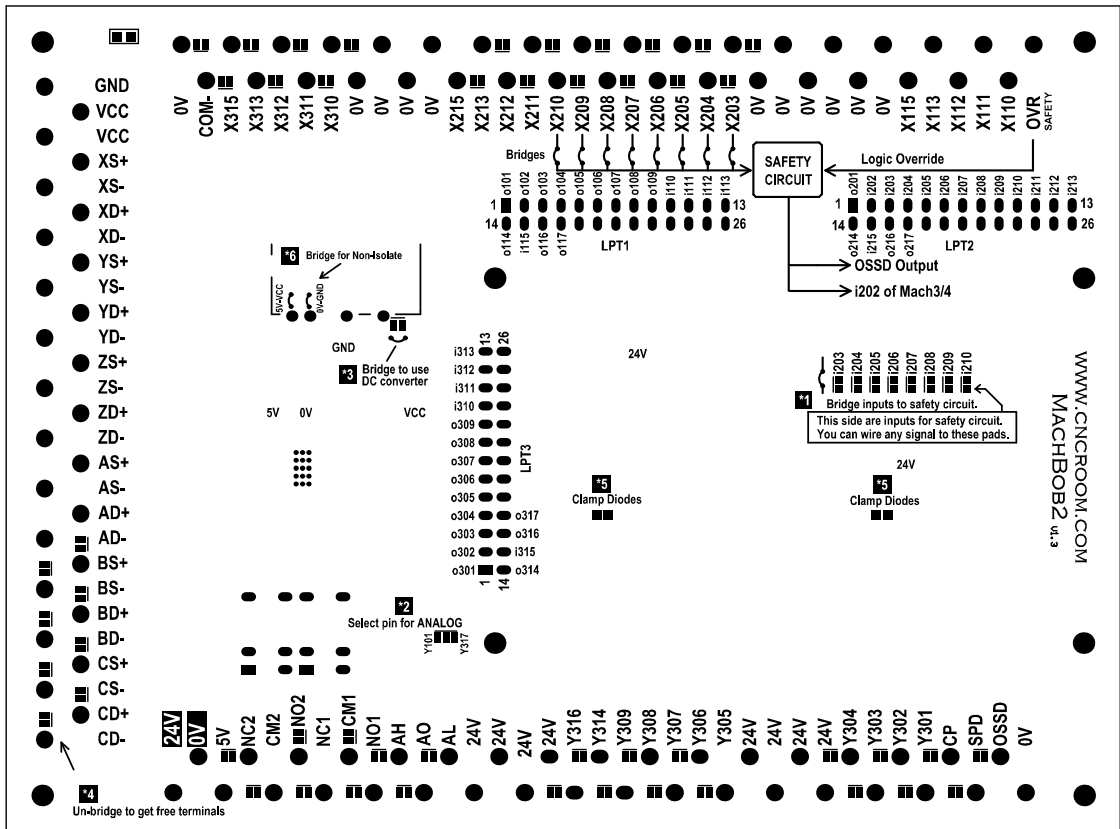 GND
VCC
VCC
XS+
XS-
XD+
XD-
YS+
YS-
YD+
YD-
ZS+
ZS-
ZD+
ZD-
AS+
AS-
AD+
AD-
BS+
BS-
BD+
BD-
CS+
CS-
CD+
CD-
*4
Un-bridge to get free terminals
0V COM- X315 X313 X312 X311 X310 0V 0V 0V 0V X215 X213 X212 X211 X210 X209 X208 X207 X206 X205 X204 X203 0V 0V 0V 0V 0V 0V X115 X113 X112 X111 X110 OVR SAFETY
Bridges
SAFETY
CIRCUIT
Logic Override
o101 o102 o103 o104 o105 o106 o107 o108 o109 i110 i111 i112 i113
1 13
14 26
o114 i115 o116 o117
LPT1
o201 i202 o203 i204 i205 i206 i207 i208 i209 i210 i211 i212 i213
1 13
14 26
o214 i215 o216 o217
LPT2
OSSD Output
i202 of Mach3/4
*6 Bridge for Non-Isolate
5V-VCC 0V-GND
GND
*3 Bridge to use
DC converter
5V 0V VCC
13 26
i313
i312
i311
i310
o309
o308
o307
o306
o305
o304 o317
o303 o316
o302 i315
o301 o314
1 14
LPT3
24V
i203 i204 i205 i206 i207 i208 i209 i210
*1 Bridge inputs to safety circuit.
This side are inputs for safety circuit.
You can wire any signal to these pads.
24V
*5
Clamp Diodes
*5
Clamp Diodes
WWW.CNCROOM.COM
MACHBOB2 v1.3
*2
Select pin for ANALOG
Y101 Y317
24V 0V 5V NC2 CM2 NO2 NC1 CM1 NO1 AH AO AL 24V 24V 24V 24V Y316 Y314 Y309 Y308 Y307 Y306 Y305 24V 24V 24V 24V Y304 Y303 Y302 Y301 CP SPD OSSD 0V